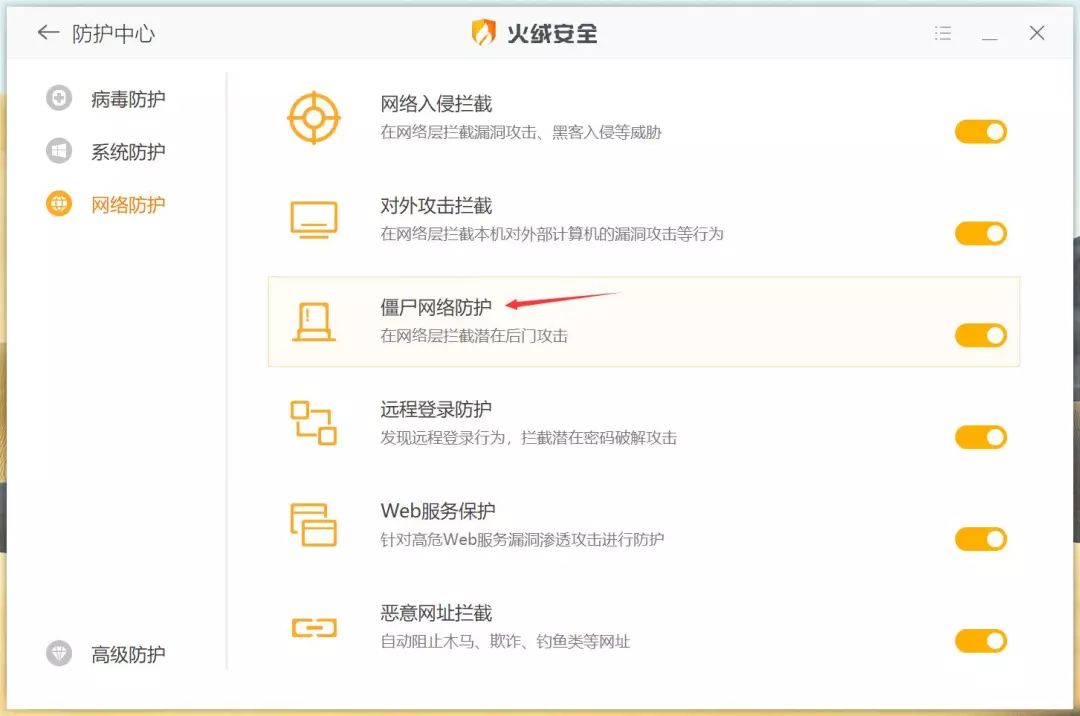 防护中心
火绒安全
病毒防护
系统防护
网络防护
高级防护
网络入侵拦截
在网络层拦截漏洞攻击、黑客入侵等威胁
对外攻击拦截
在网络层拦截本机对外部计算机的漏洞攻击等行为
僵尸网络防护
在网络层拦截潜在后门攻击
远程登录防护
发现远程登录行为，拦截潜在密码破解攻击
Web服务保护
针对高危Web服务漏洞渗透攻击进行防护
恶意网址拦截
自动阻止木马、欺诈、钓鱼类等网址